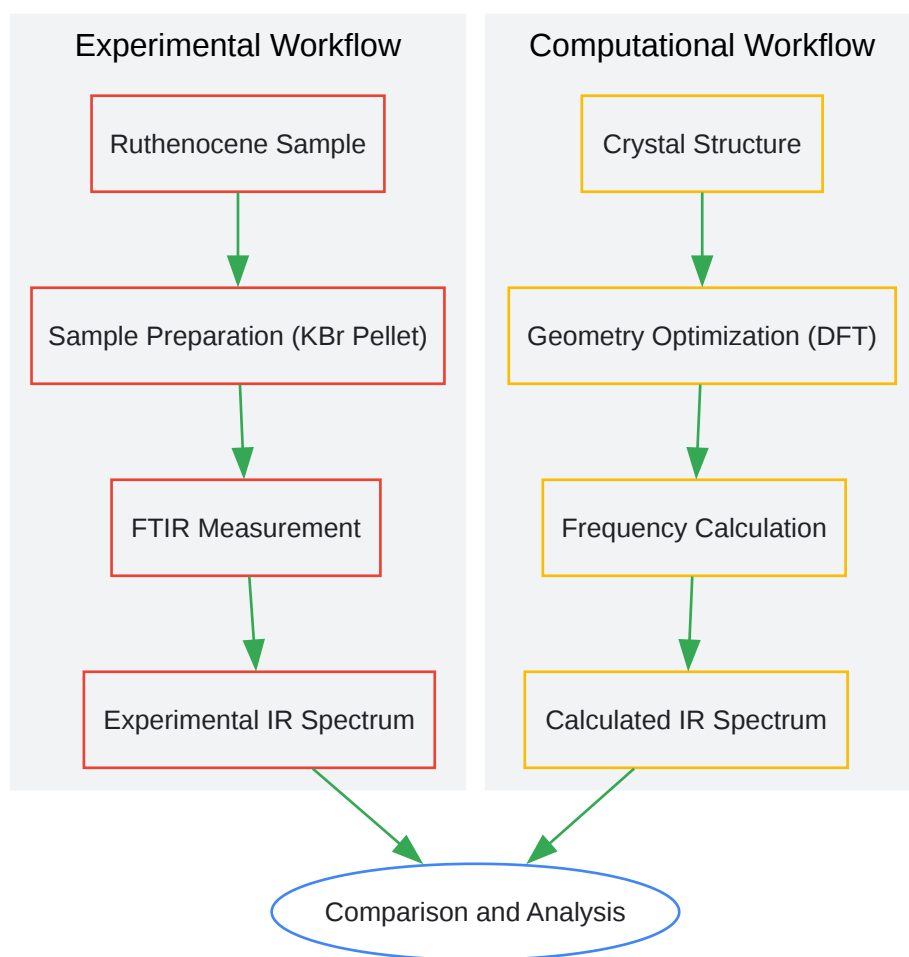 Experimental Workflow
Ruthenocene Sample
Sample Preparation (KBr Pellet)
FTIR Measurement
Experimental IR Spectrum
Computational Workflow
Crystal Structure
Geometry Optimization (DFT)
Frequency Calculation
Calculated IR Spectrum
Comparison and Analysis